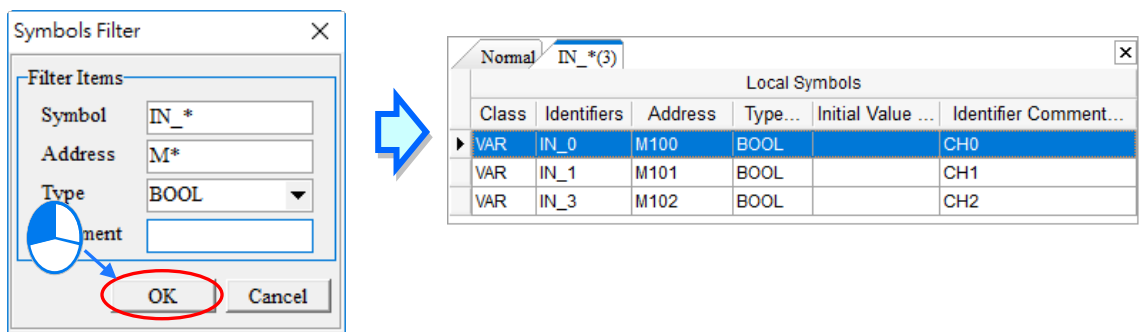 Symbols Filter
Filter Items
Symbol IN_*
Address M*
Type BOOL
ment
OK Cancel
Normal IN_*(3)
Local Symbols
Class Identifiers Address Type... Initial Value ... Identifier Comment...
VAR IN_0 M100 BOOL CH0
VAR IN_1 M101 BOOL CH1
VAR IN_3 M102 BOOL CH2